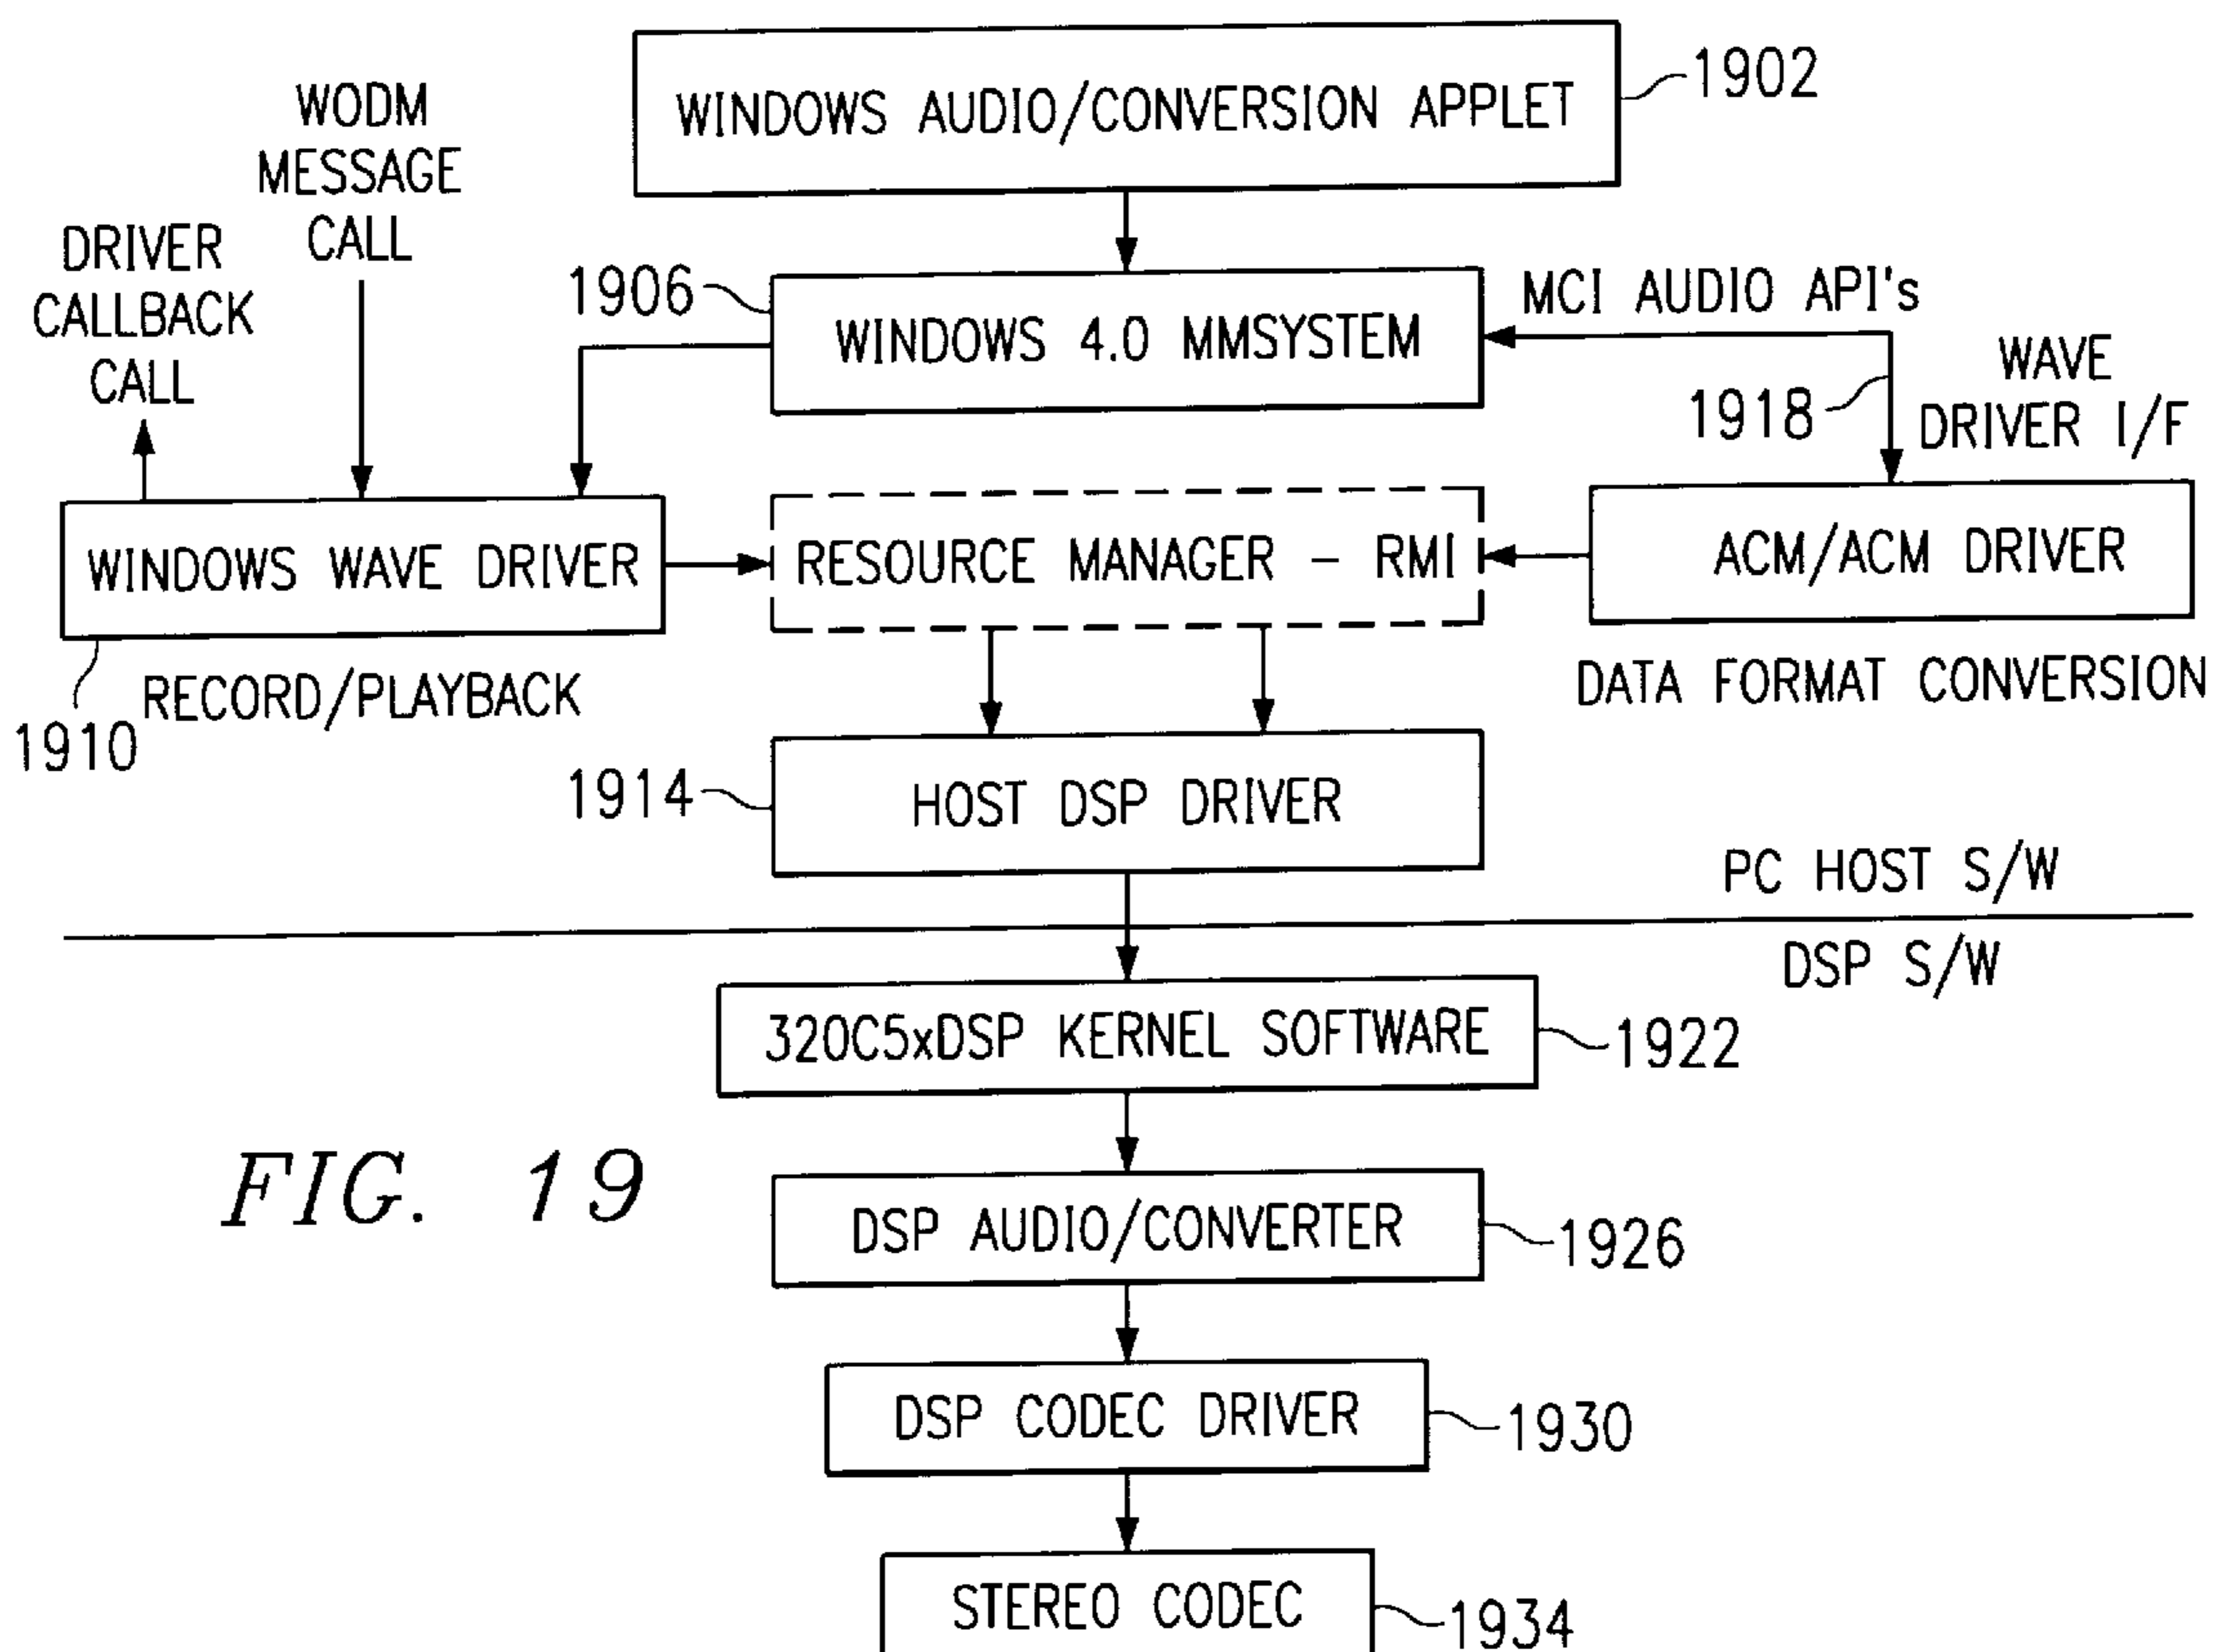 WINDOWS AUDIO/CONVERSION APPLET
1902
WODM
MESSAGE
CALL
DRIVER
CALLBACK
CALL
1906
WINDOWS 4.0 MMSYSTEM
MCI AUDIO API's
1918
WAVE
DRIVER I/F
WINDOWS WAVE DRIVER
RESOURCE MANAGER - RMI
ACM/ACM DRIVER
1910
RECORD/PLAYBACK
DATA FORMAT CONVERSION
1914
HOST DSP DRIVER
PC HOST S/W
DSP S/W
320C5xDSP KERNEL SOFTWARE
1922
FIG. 19
DSP AUDIO/CONVERTER
1926
DSP CODEC DRIVER
1930
STEREO CODEC
1934